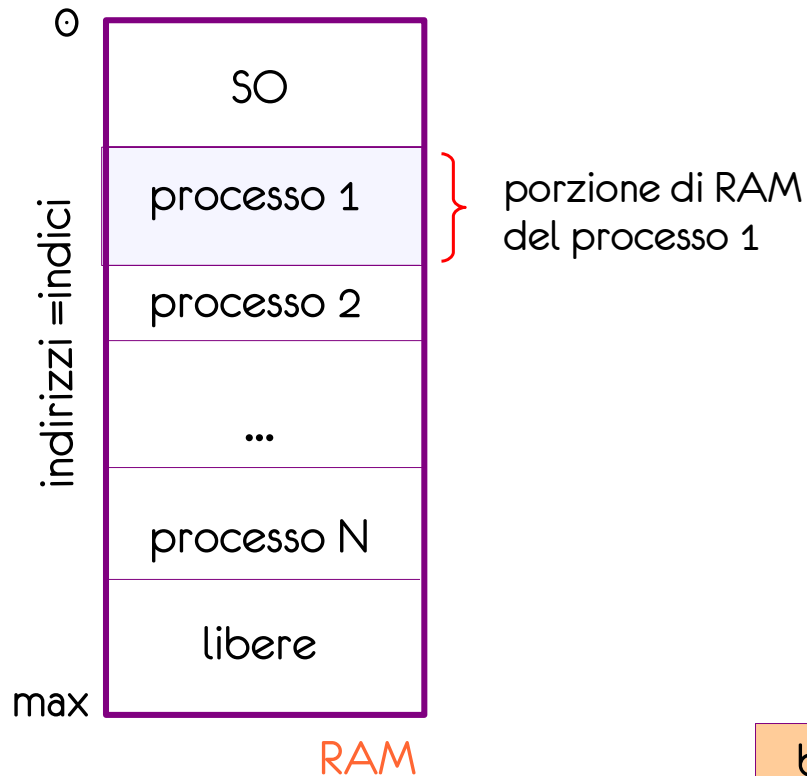 0
SO
processo 1
porzione di RAM
del processo 1
processo 2
indirizzi =indici
...
processo N
libere
max
RAM